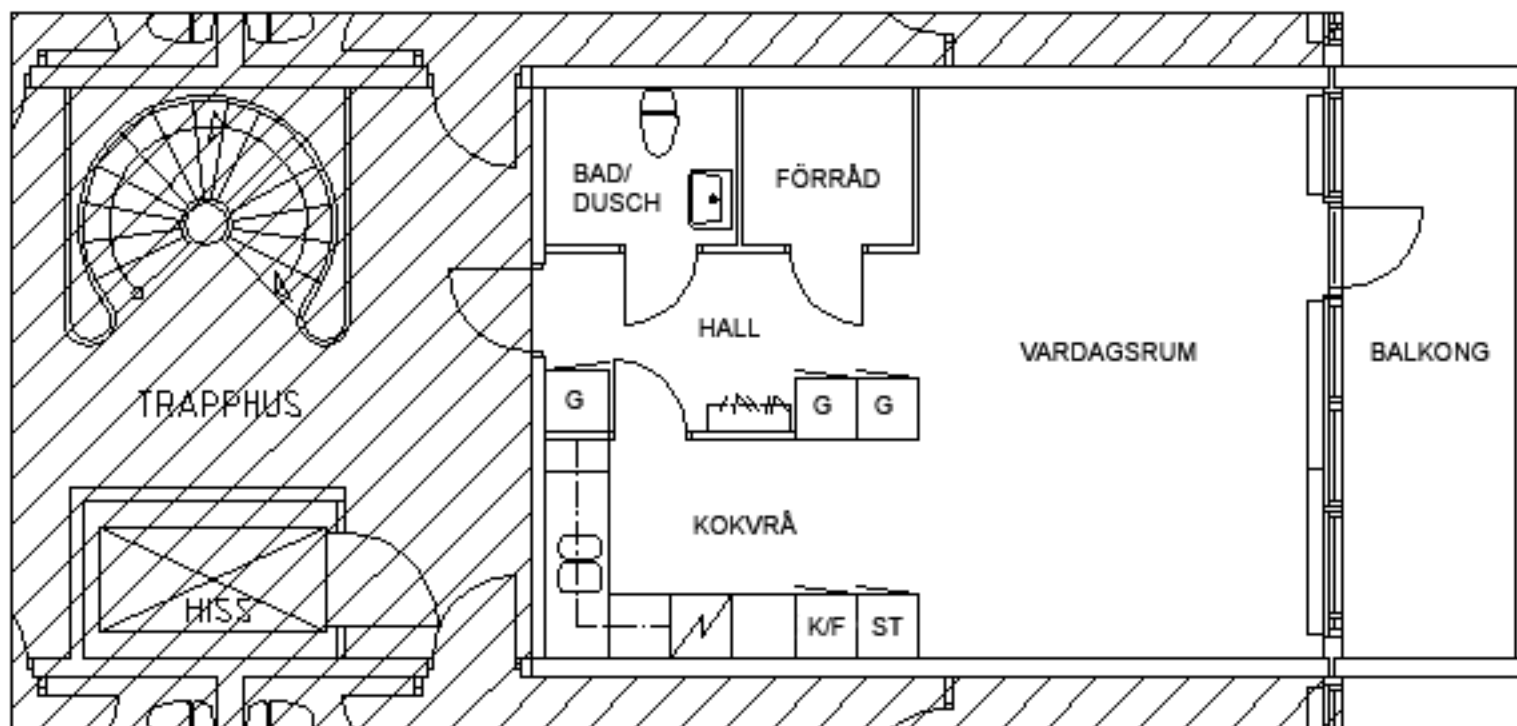 BAD/
DUSCH
FÖRRÅD
HALL
VARDAGSRUM
BALKONG
TRAPPHUS
G
G
G
KOKVRÅ
HISS
K/F
ST